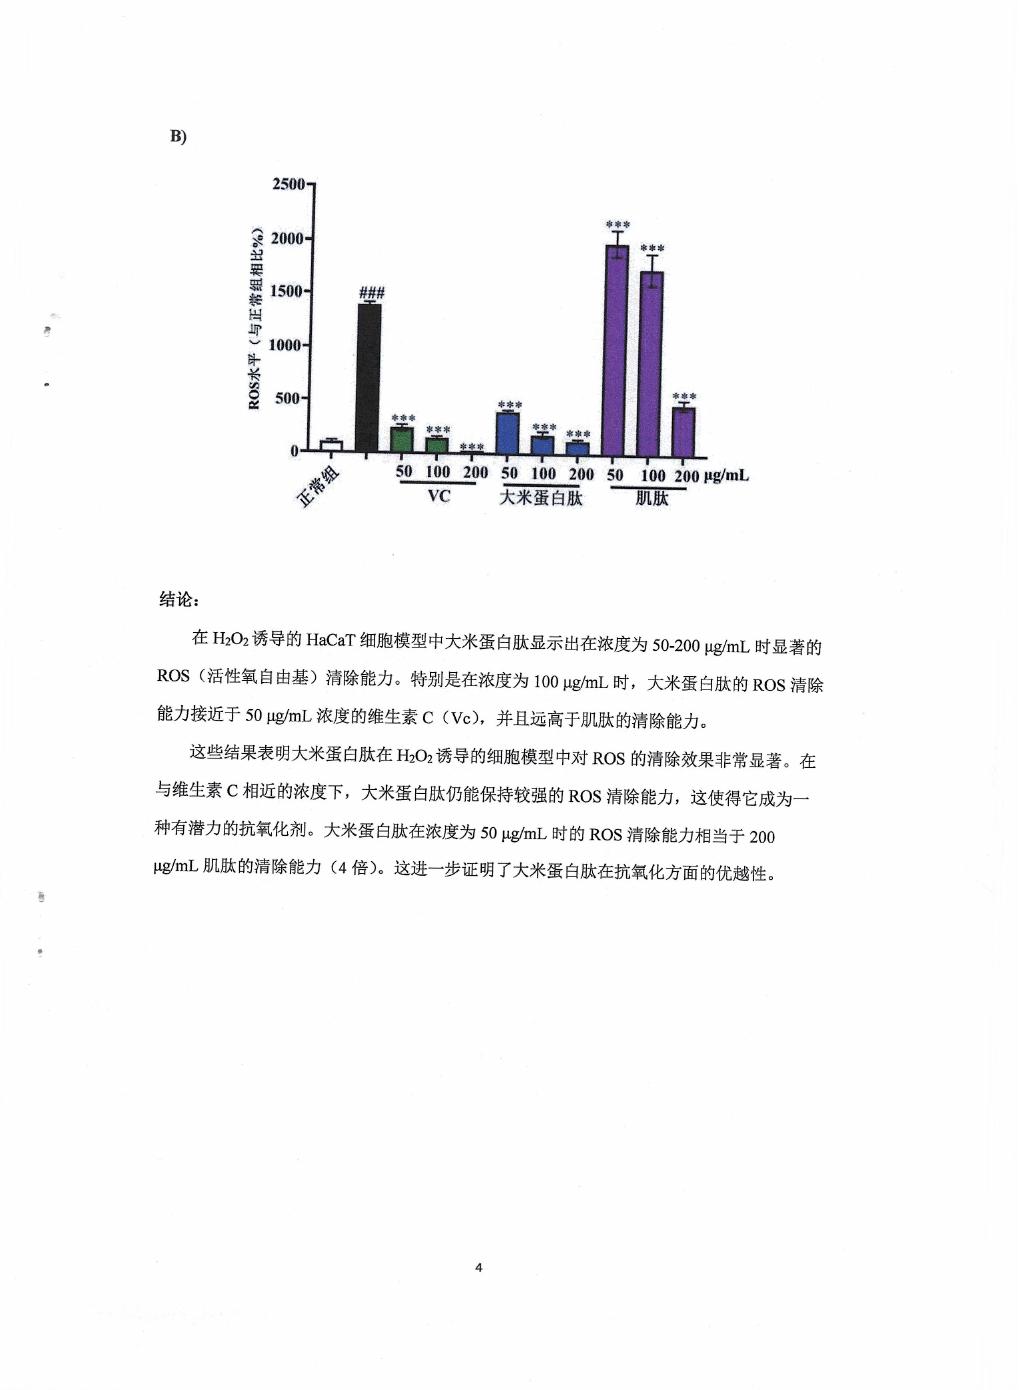 B)
2500
2000
1500
1000
500
0
ROS水平（与正常组相比%）
###
***
***
***
***
***
***
***
***
***
正常组
50 100 200 50 100 200 50 100 200 μg/mL
VC 大米蛋白肽 肌肽
结论：
在 H₂O₂ 诱导的 HaCaT 细胞模型中大米蛋白肽显示出在浓度为 50-200 μg/mL 时显著的
ROS（活性氧自由基）清除能力。特别是在浓度为 100 μg/mL 时，大米蛋白肽的 ROS 清除
能力接近于 50 μg/mL 浓度的维生素 C（Vc），并且远高于肌肽的清除能力。
这些结果表明大米蛋白肽在 H₂O₂ 诱导的细胞模型中对 ROS 的清除效果非常显著。在
与维生素 C 相近的浓度下，大米蛋白肽仍能保持较强的 ROS 清除能力，这使得它成为一
种有潜力的抗氧化剂。大米蛋白肽在浓度为 50 μg/mL 时的 ROS 清除能力相当于 200
μg/mL 肌肽的清除能力（4 倍）。这进一步证明了大米蛋白肽在抗氧化方面的优越性。
4